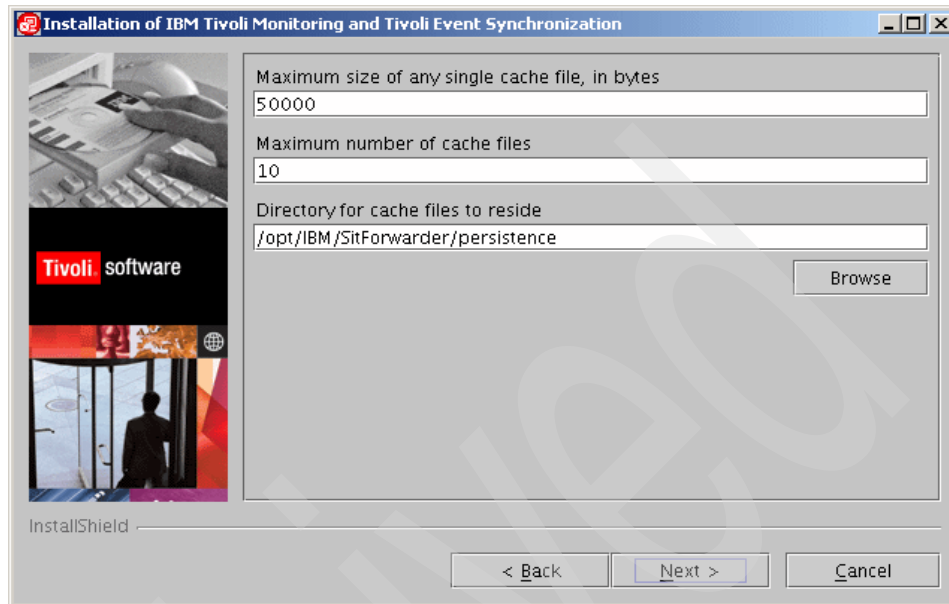 Installation of IBM Tivoli Monitoring and Tivoli Event Synchronization
Maximum size of any single cache file, in bytes
50000
Maximum number of cache files
10
Directory for cache files to reside
/opt/IBM/SitForwarder/persistence
Browse
Tivoli. software
InstallShield
< Back
Next >
Cancel